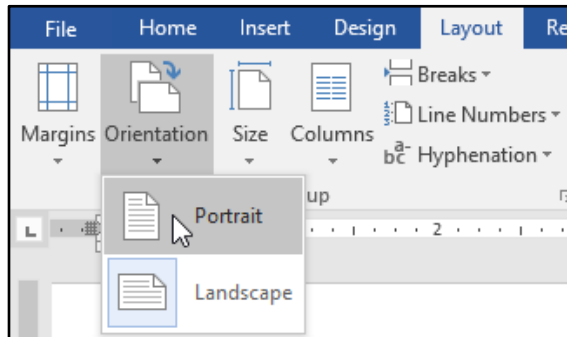 File Home Insert Design Layout Re
Breaks
Line Numbers
Margins Orientation Size Columns
Hyphenation
up
Portrait
L 2
Landscape